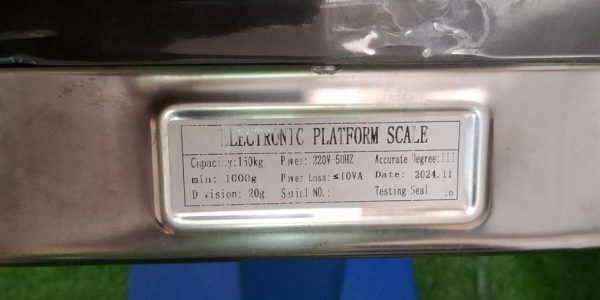 ELECTRONIC PLATFORM SCALE
Capacity:150kg Power: 220V-50HZ Accurate Degree:III
min: 1000g Power Loss:≤10VA Date: 2024.11
Division: 20g Serial NO.: Testing Seal 10